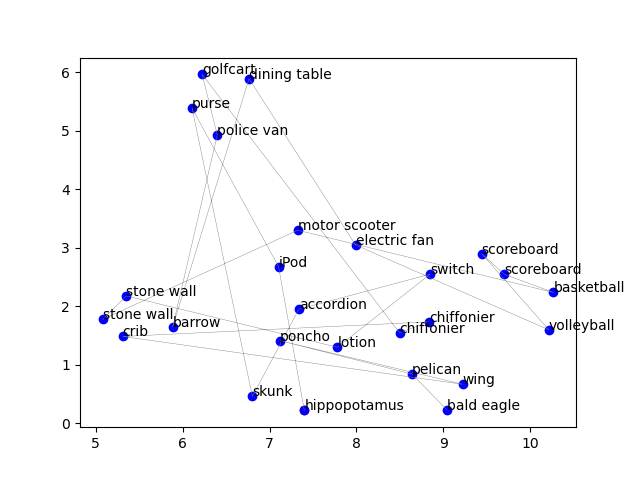 golfcart
dining table
purse
police van
motor scooter
electric fan
scoreboard
iPod
switch
scoreboard
basketball
stone wall
accordion
stone wall
barrow
chiffonier
chiffonier
volleyball
crib
poncho
lotion
pelican
wing
skunk
hippopotamus
bald eagle
6
5
4
3
2
1
0
5 6 7 8 9 10